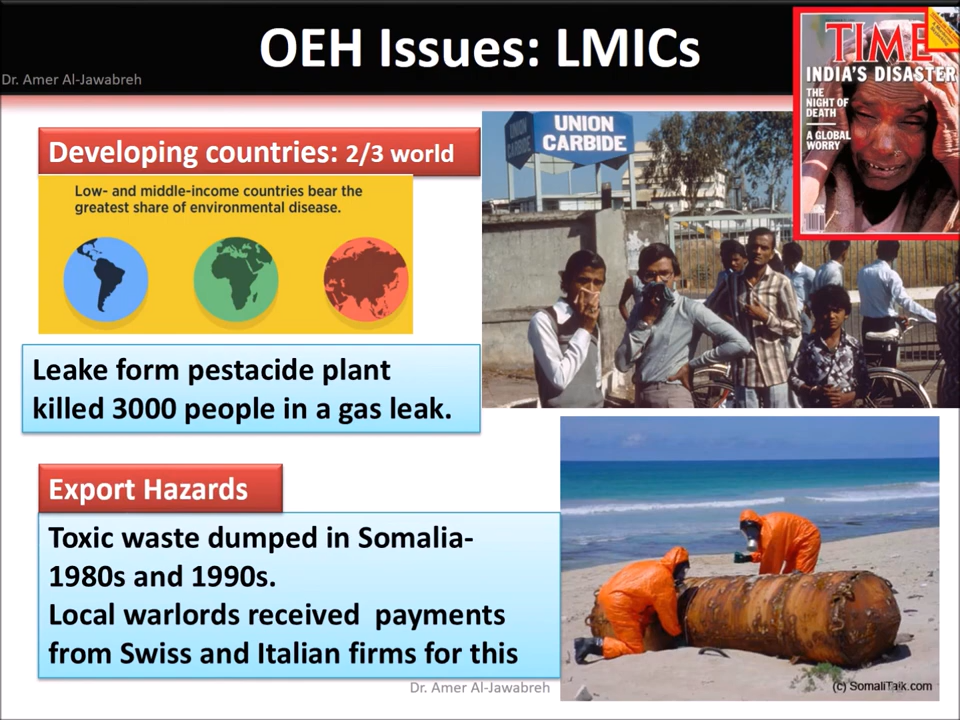 OEH Issues: LMICs
Dr. Amer Al-Jawabreh
TIME
INDIA'S DISASTER
THE
NIGHT OF
DEATH
A GLOBAL
WORRY
Developing countries: 2/3 world
Low- and middle-income countries bear the
greatest share of environmental disease.
UNION
CARBIDE
UNION
CARBIDE
Leake form pestacide plant
killed 3000 people in a gas leak.
Export Hazards
Toxic waste dumped in Somalia-
1980s and 1990s.
Local warlords received payments
from Swiss and Italian firms for this
Dr. Amer Al-Jawabreh
(c) SomaliTalk.com